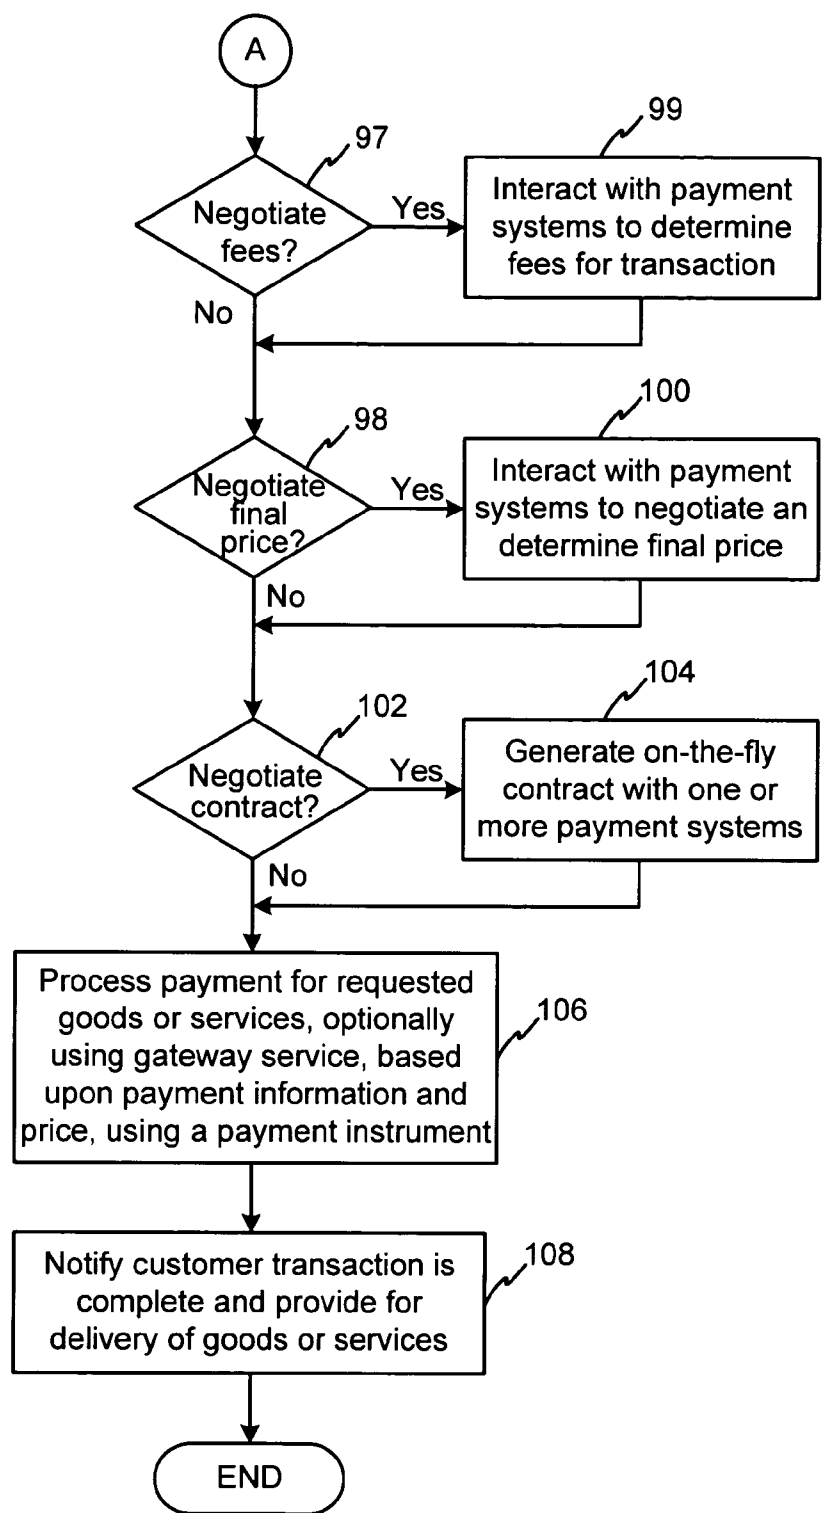 A
97
Negotiate
fees?
Yes
99
Interact with payment
systems to determine
fees for transaction
No
98
Negotiate
final
price?
Yes
100
Interact with payment
systems to negotiate an
determine final price
No
102
Negotiate
contract?
Yes
104
Generate on-the-fly
contract with one or
more payment systems
No
Process payment for requested
goods or services, optionally
using gateway service, based
upon payment information and
price, using a payment instrument
106
Notify customer transaction is
complete and provide for
delivery of goods or services
108
END